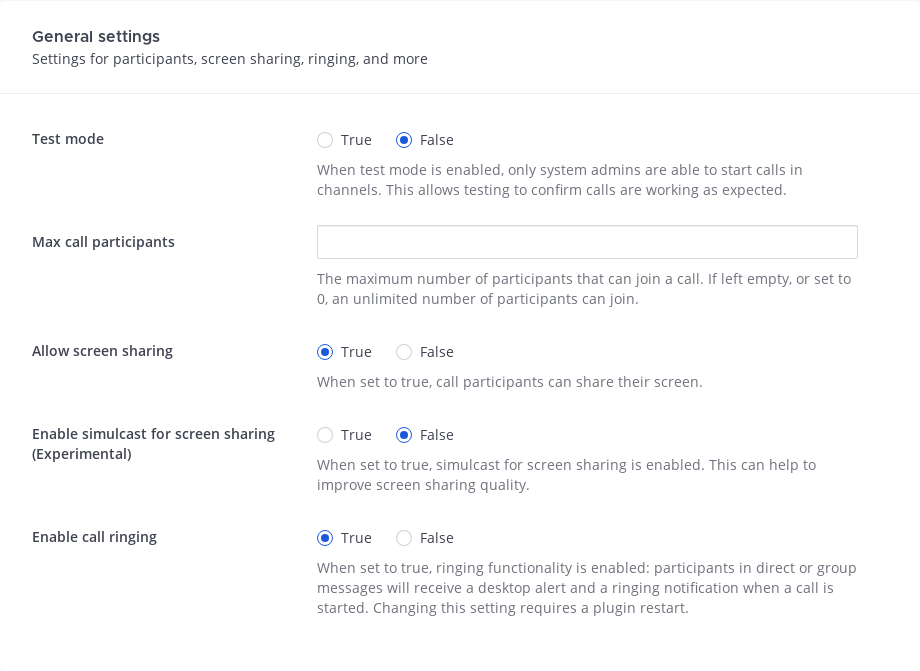 General settings
Settings for participants, screen sharing, ringing, and more
Test mode
True False
When test mode is enabled, only system admins are able to start calls in
channels. This allows testing to confirm calls are working as expected.
Max call participants
The maximum number of participants that can join a call. If left empty, or set to
0, an unlimited number of participants can join.
Allow screen sharing
True False
When set to true, call participants can share their screen.
Enable simulcast for screen sharing
(Experimental)
True False
When set to true, simulcast for screen sharing is enabled. This can help to
improve screen sharing quality.
Enable call ringing
True False
When set to true, ringing functionality is enabled: participants in direct or group
messages will receive a desktop alert and a ringing notification when a call is
started. Changing this setting requires a plugin restart.